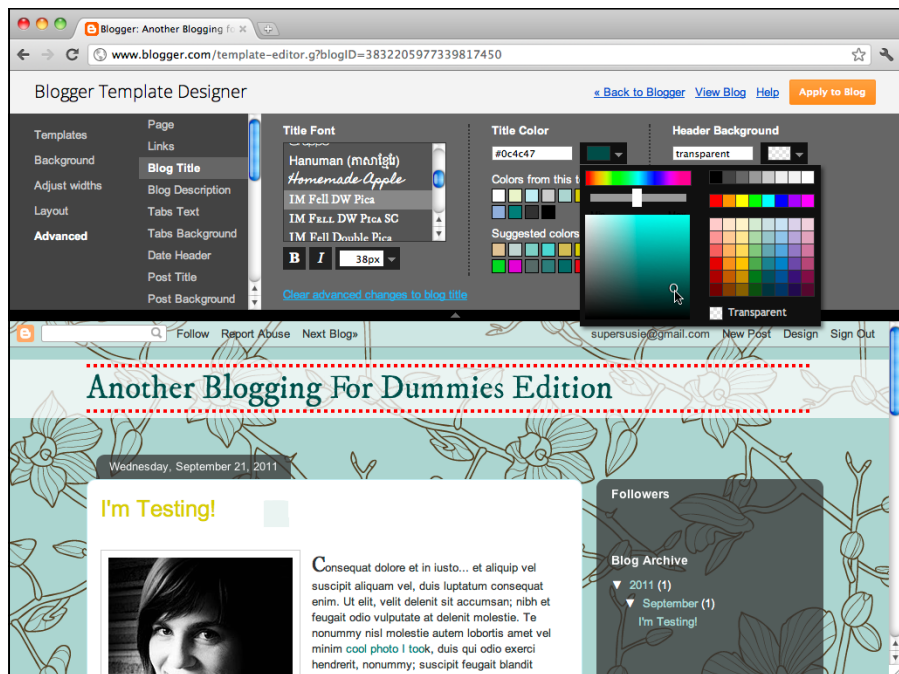 Blogger: Another Blogging fo
www.blogger.com/template-editor.g?blogID=3832205977339817450
Blogger Template Designer
« Back to Blogger View Blog Help Apply to Blog
Templates
Background
Adjust widths
Layout
Advanced
Page
Links
Blog Title
Blog Description
Tabs Text
Tabs Background
Date Header
Post Title
Post Background
Title Font
Hanuman (តាសាខ្មែរ)
Homemade Apple
IM Fell DW Pica
IM Fell DW Pica SC
IM Fell Double Pica
B I 38px
Clear advanced changes to blog title
Title Color
#0c4c47
Colors from this t
Suggested colors
Header Background
transparent
Transparent
Follow Report Abuse Next Blog»
supersusie@gmail.com New Post Design Sign Out
Another Blogging For Dummies Edition
Wednesday, September 21, 2011
I'm Testing!
Consequat dolore et in iusto... et aliquip vel
suscipit aliquam vel, duis luptatum consequat
enim. Ut elit, velit delenit sit accumsan; nibh et
feugait odio vulputate at delenit molestie. Te
nonummy nisl molestie autem lobortis amet vel
minim cool photo I took, duis qui odio exerci
hendrerit, nonummy; suscipit feugait blandit
Followers
Blog Archive
▼ 2011 (1)
▼ September (1)
I'm Testing!